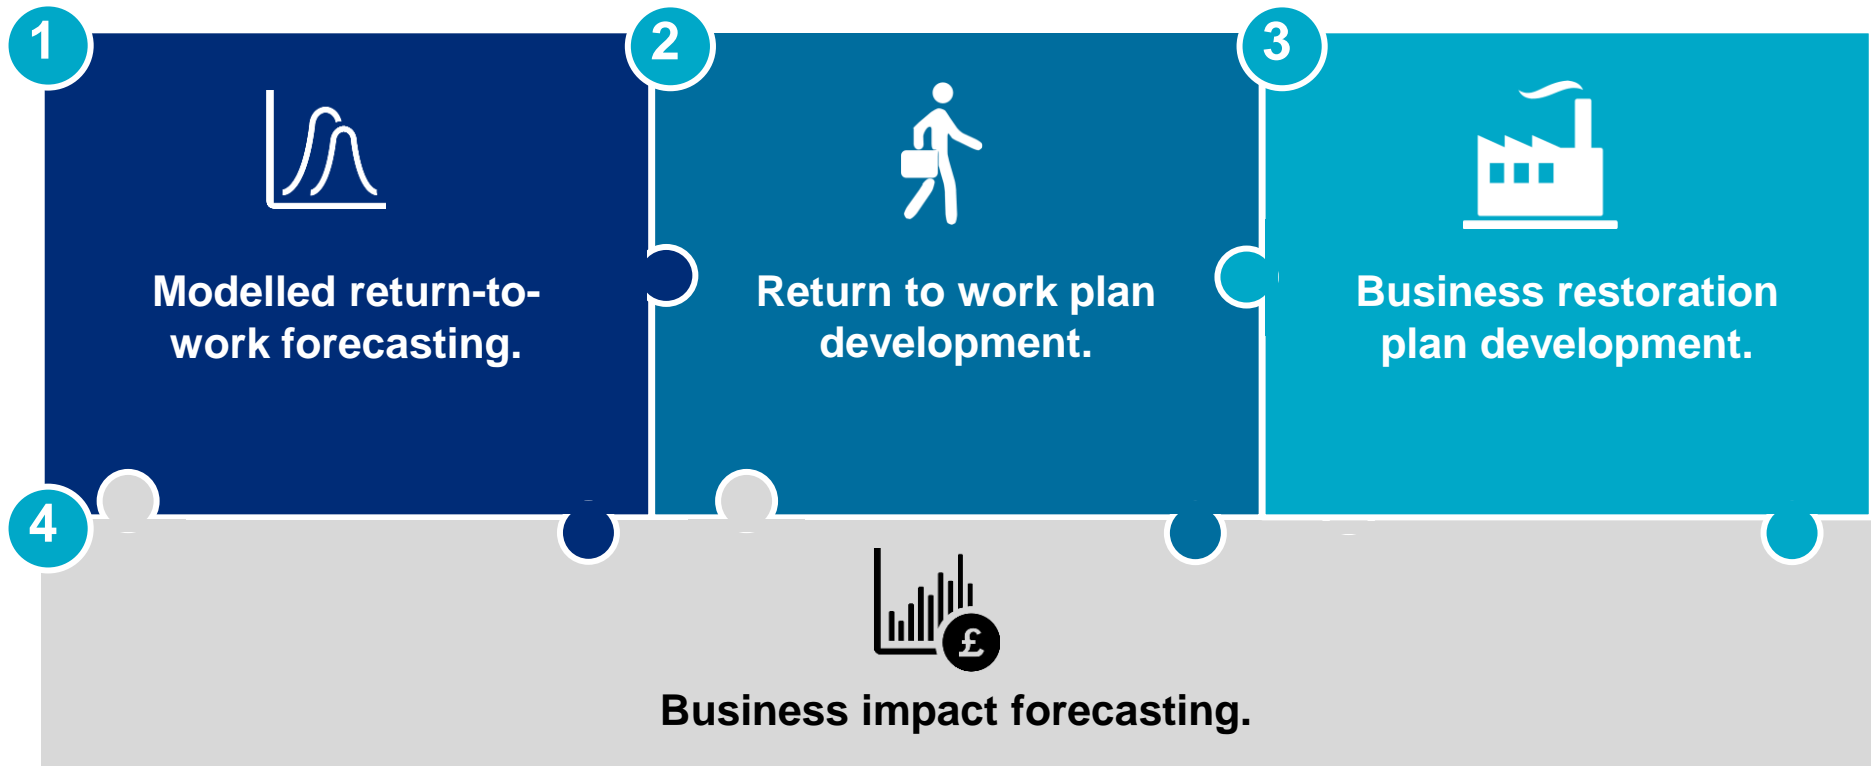 1
2
3
Modelled return-to-
work forecasting.
Return to work plan
development.
Business restoration
plan development.
4
£
Business impact forecasting.